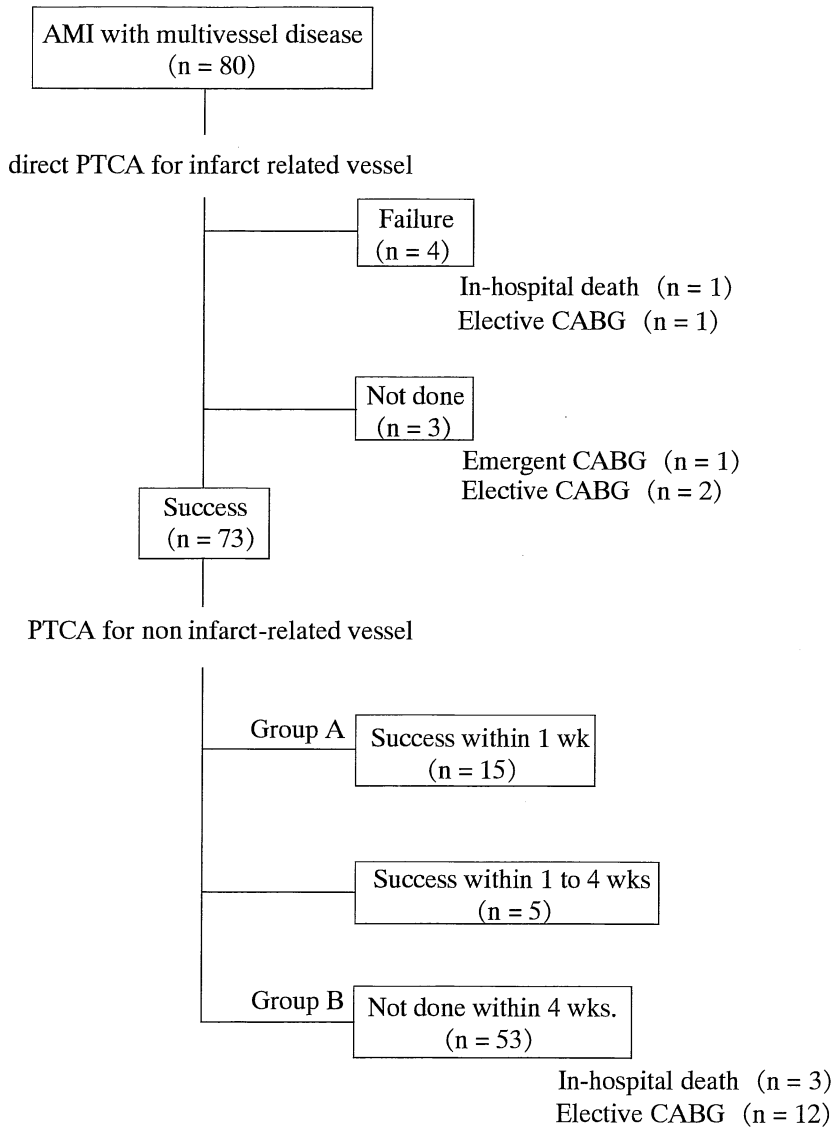 AMI with multivessel disease
(n = 80)
direct PTCA for infarct related vessel
Failure
(n = 4)
In-hospital death (n = 1)
Elective CABG (n = 1)
Not done
(n = 3)
Emergent CABG (n = 1)
Elective CABG (n = 2)
Success
(n = 73)
PTCA for non infarct-related vessel
Group A
Success within 1 wk
(n = 15)
Success within 1 to 4 wks
(n = 5)
Group B
Not done within 4 wks.
(n = 53)
In-hospital death (n = 3)
Elective CABG (n = 12)